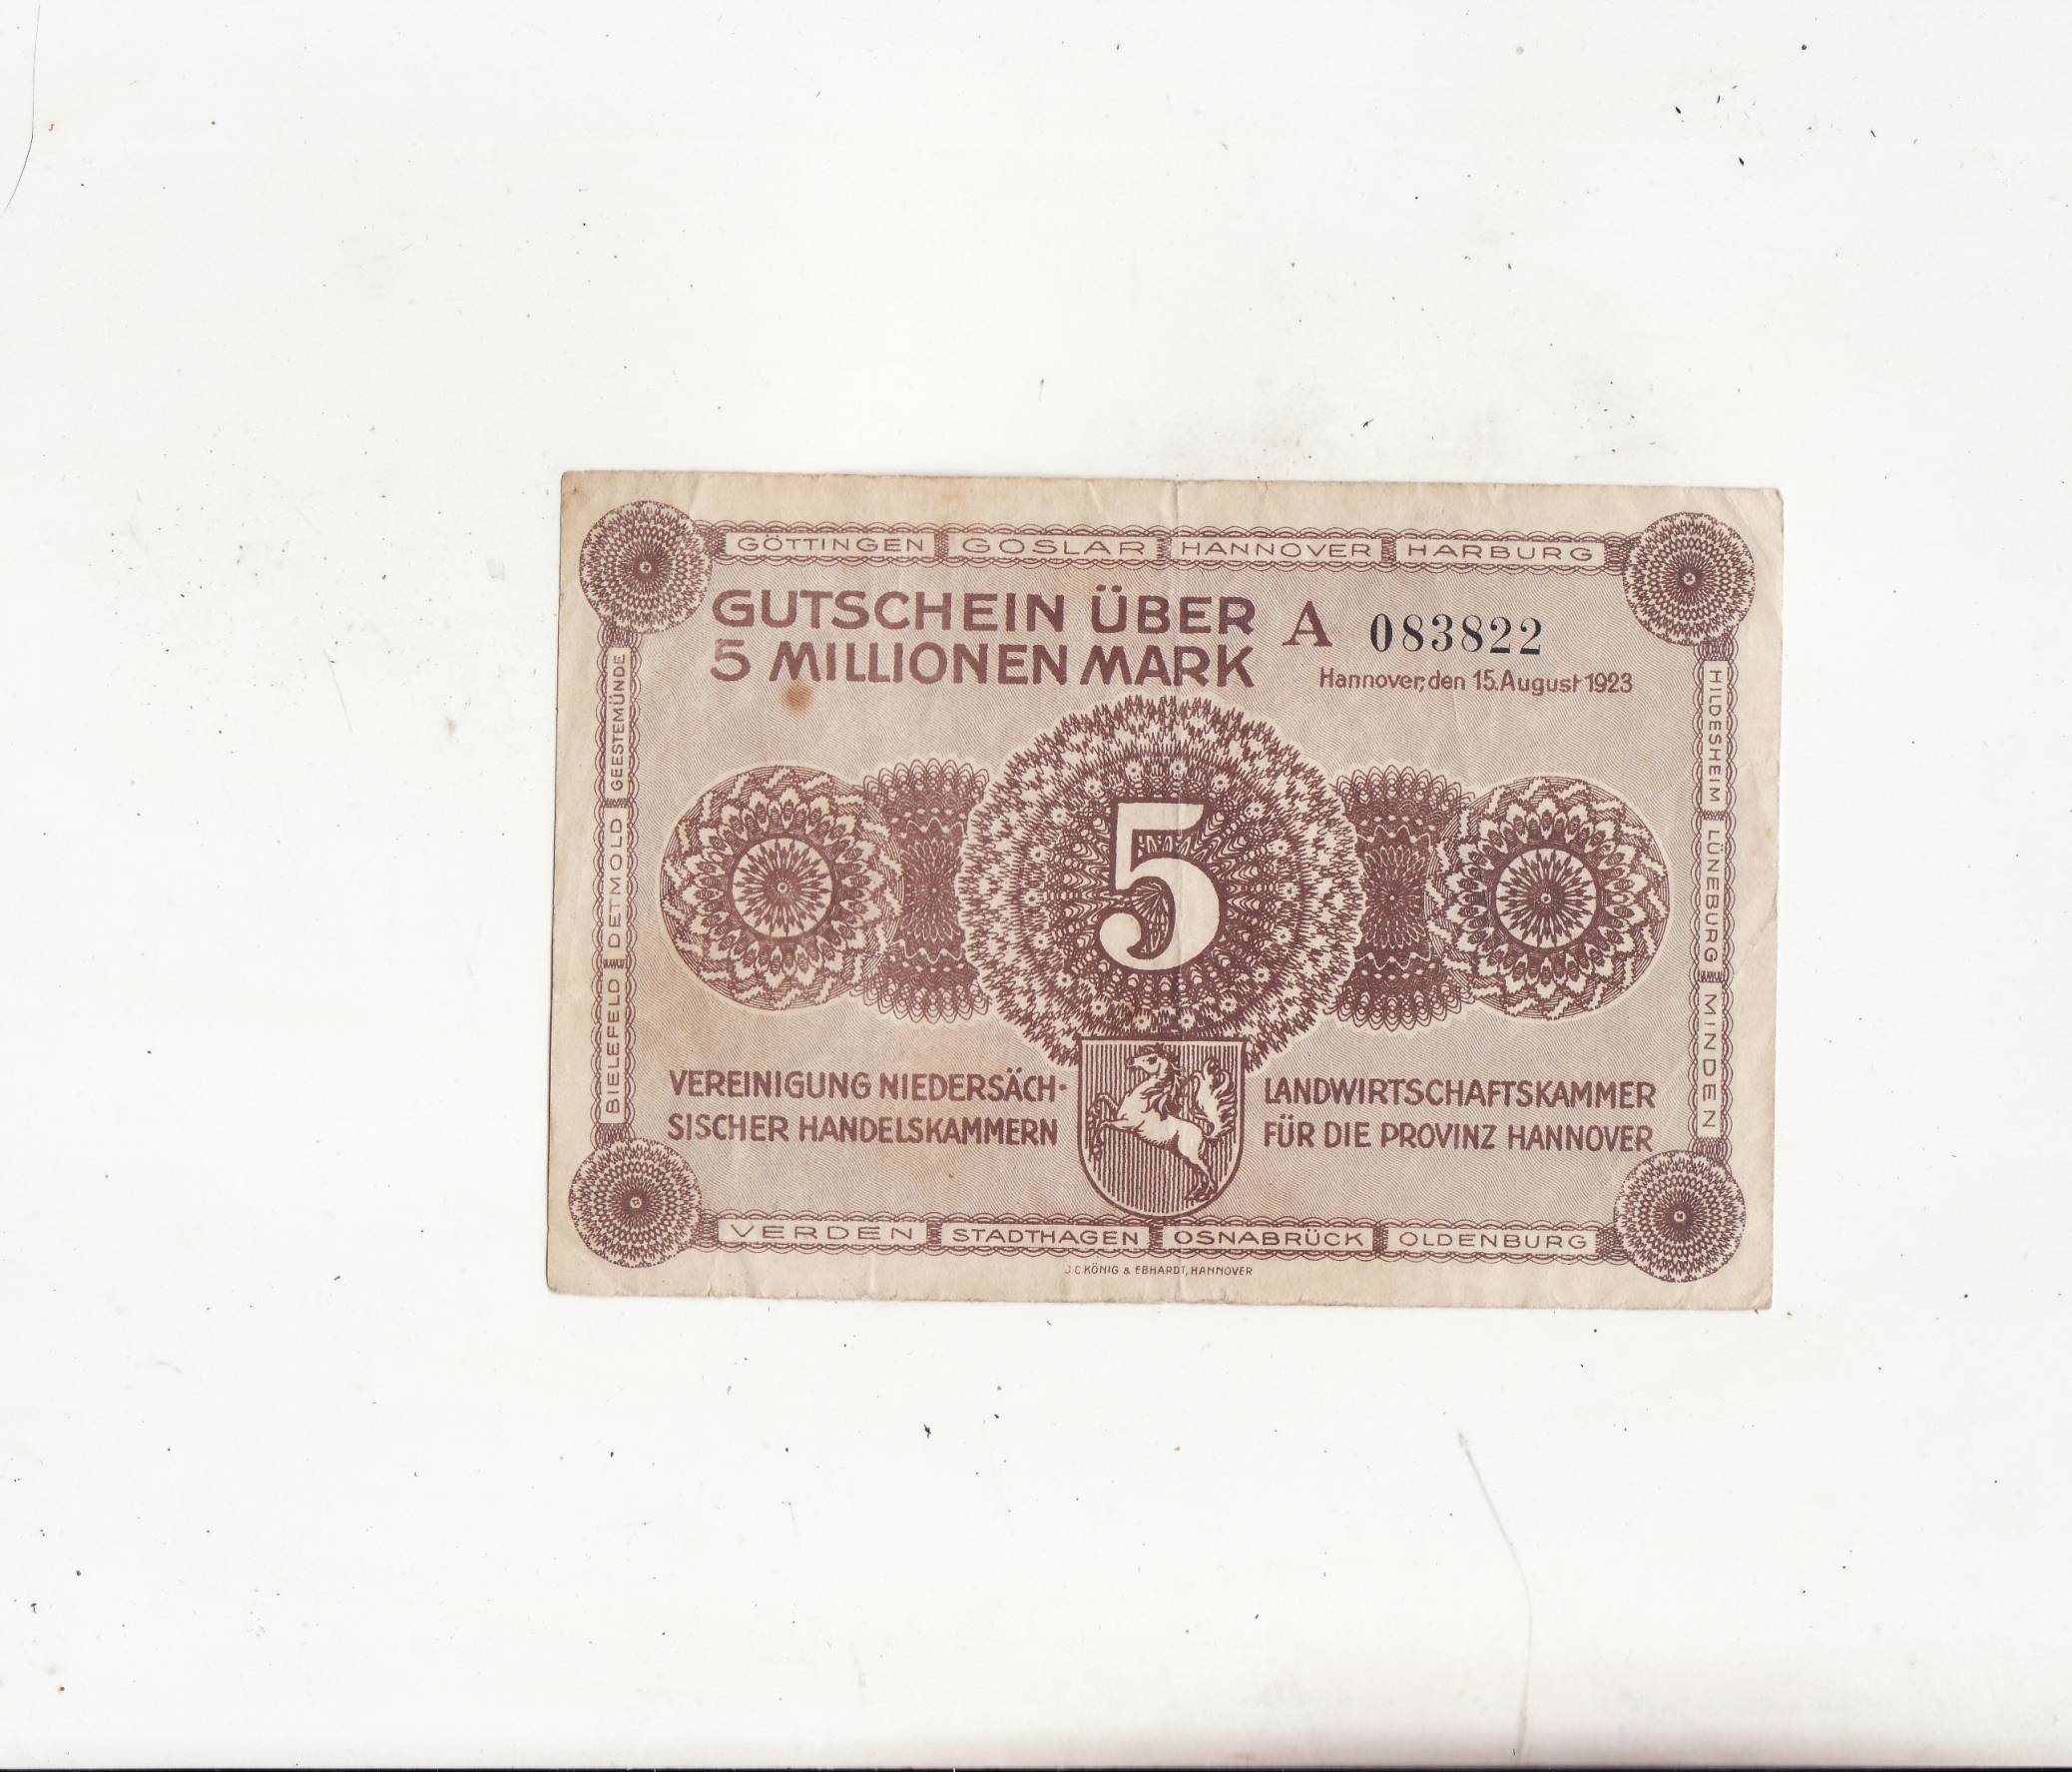 GÖTTINGEN GOSLAR HANNOVER HARBURG
GUTSCHEIN ÜBER
5 MILLIONEN MARK
A 083822
Hannover, den 15. August 1923
BIELEFELD DETMOLD GEESTEMÜNDE
HILDESHEIM LÜNEBURG MINDEN
5
VEREINIGUNG NIEDERSÄCH-
SISCHER HANDELSKAMMERN
LANDWIRTSCHAFTSKAMMER
FÜR DIE PROVINZ HANNOVER
VERDEN STADTHAGEN OSNABRÜCK OLDENBURG
J.C. KÖNIG & EBHARDT, HANNOVER